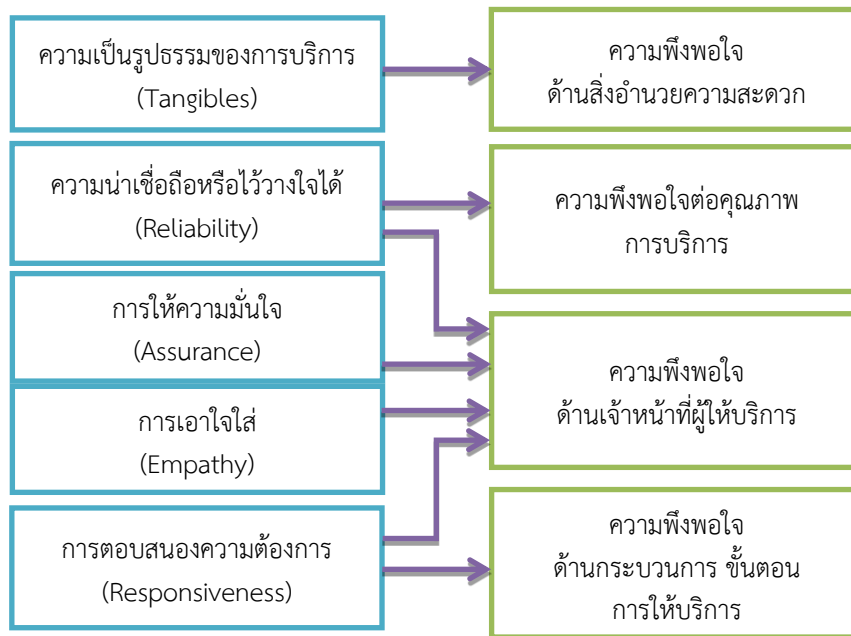 ความเป็นรูปธรรมของการบริการ
(Tangibles)
ความพึงพอใจ
ด้านสิ่งอำนวยความสะดวก
ความน่าเชื่อถือหรือไว้วางใจได้
(Reliability)
ความพึงพอใจต่อคุณภาพ
การบริการ
การให้ความมั่นใจ
(Assurance)
ความพึงพอใจ
ด้านเจ้าหน้าที่ผู้ให้บริการ
การเอาใจใส่
(Empathy)
การตอบสนองความต้องการ
(Responsiveness)
ความพึงพอใจ
ด้านกระบวนการ ขั้นตอน
การให้บริการ